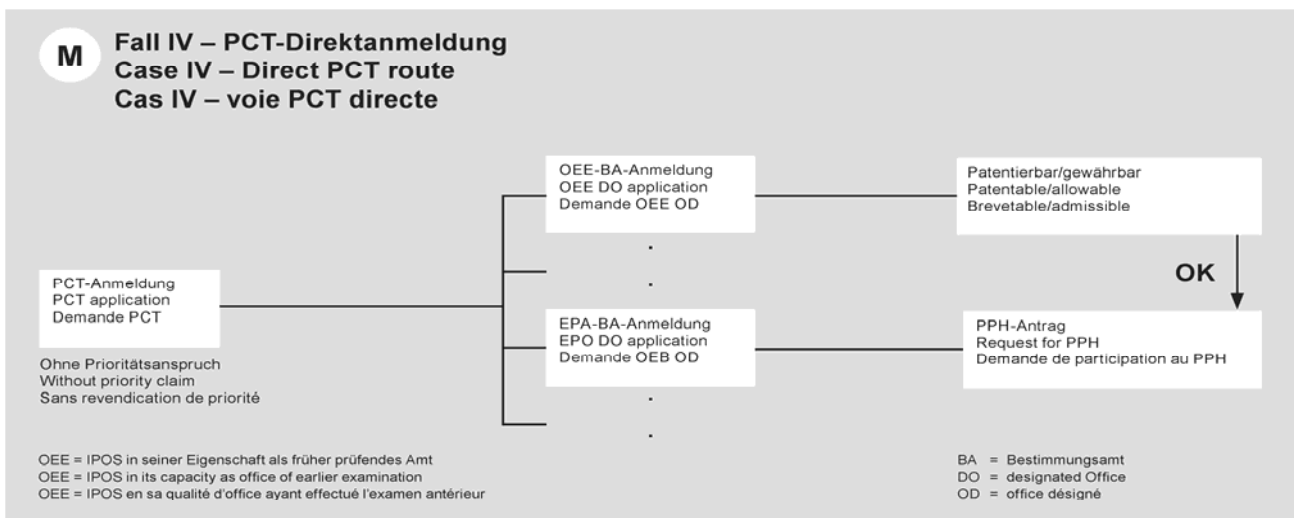 M
Fall IV – PCT-Direktanmeldung
Case IV – Direct PCT route
Cas IV – voie PCT directe
OEE-BA-Anmeldung
OEE DO application
Demande OEE OD
Patentierbar/gewährbar
Patentable/allowable
Brevetable/admissible
OK
PCT-Anmeldung
PCT application
Demande PCT
EPA-BA-Anmeldung
EPO DO application
Demande OEB OD
PPH-Antrag
Request for PPH
Demande de participation au PPH
Ohne Prioritätsanspruch
Without priority claim
Sans revendication de priorité
OEE = IPOS in seiner Eigenschaft als früher prüfendes Amt
OEE = IPOS in its capacity as office of earlier examination
OEE = IPOS en sa qualité d'office ayant effectué l'examen antérieur
BA = Bestimmungsamt
DO = designated Office
OD = office désigné